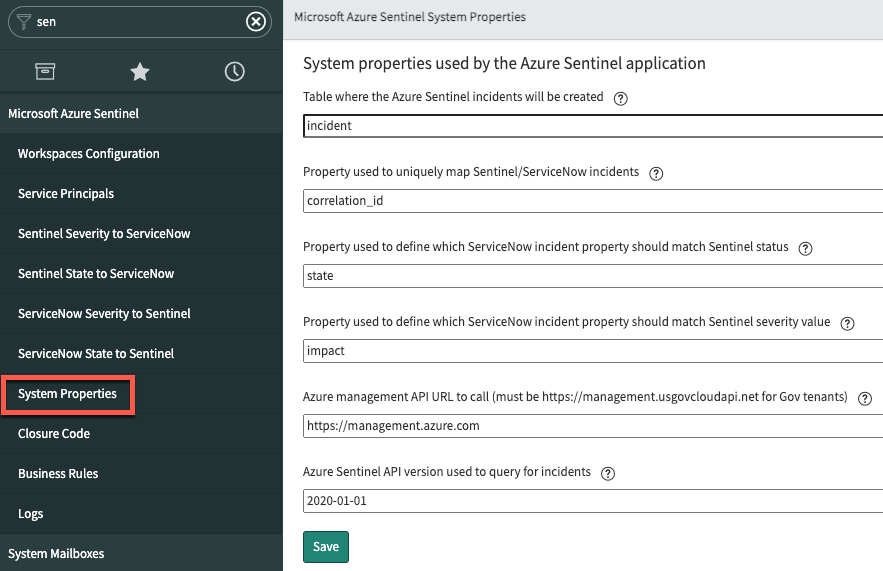 sen
Microsoft Azure Sentinel
Workspaces Configuration
Service Principals
Sentinel Severity to ServiceNow
Sentinel State to ServiceNow
ServiceNow Severity to Sentinel
ServiceNow State to Sentinel
System Properties
Closure Code
Business Rules
Logs
System Mailboxes
Microsoft Azure Sentinel System Properties
System properties used by the Azure Sentinel application
Table where the Azure Sentinel incidents will be created ?
incident
Property used to uniquely map Sentinel/ServiceNow incidents ?
correlation_id
Property used to define which ServiceNow incident property should match Sentinel status ?
state
Property used to define which ServiceNow incident property should match Sentinel severity value ?
impact
Azure management API URL to call (must be https://management.usgovcloudapi.net for Gov tenants) ?
https://management.azure.com
Azure Sentinel API version used to query for incidents ?
2020-01-01
Save